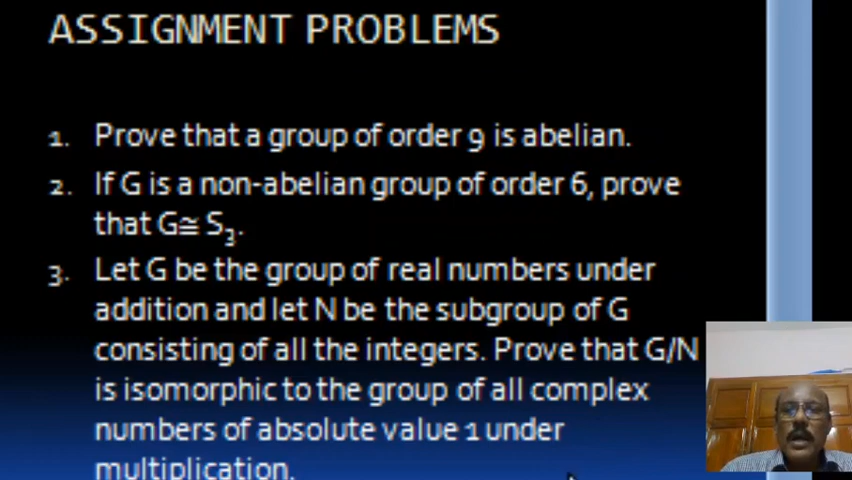 ASSIGNMENT PROBLEMS
1. Prove that a group of order 9 is abelian.
2. If G is a non-abelian group of order 6, prove
that G≅ S₃.
3. Let G be the group of real numbers under
addition and let N be the subgroup of G
consisting of all the integers. Prove that G/N
is isomorphic to the group of all complex
numbers of absolute value 1 under
multiplication.